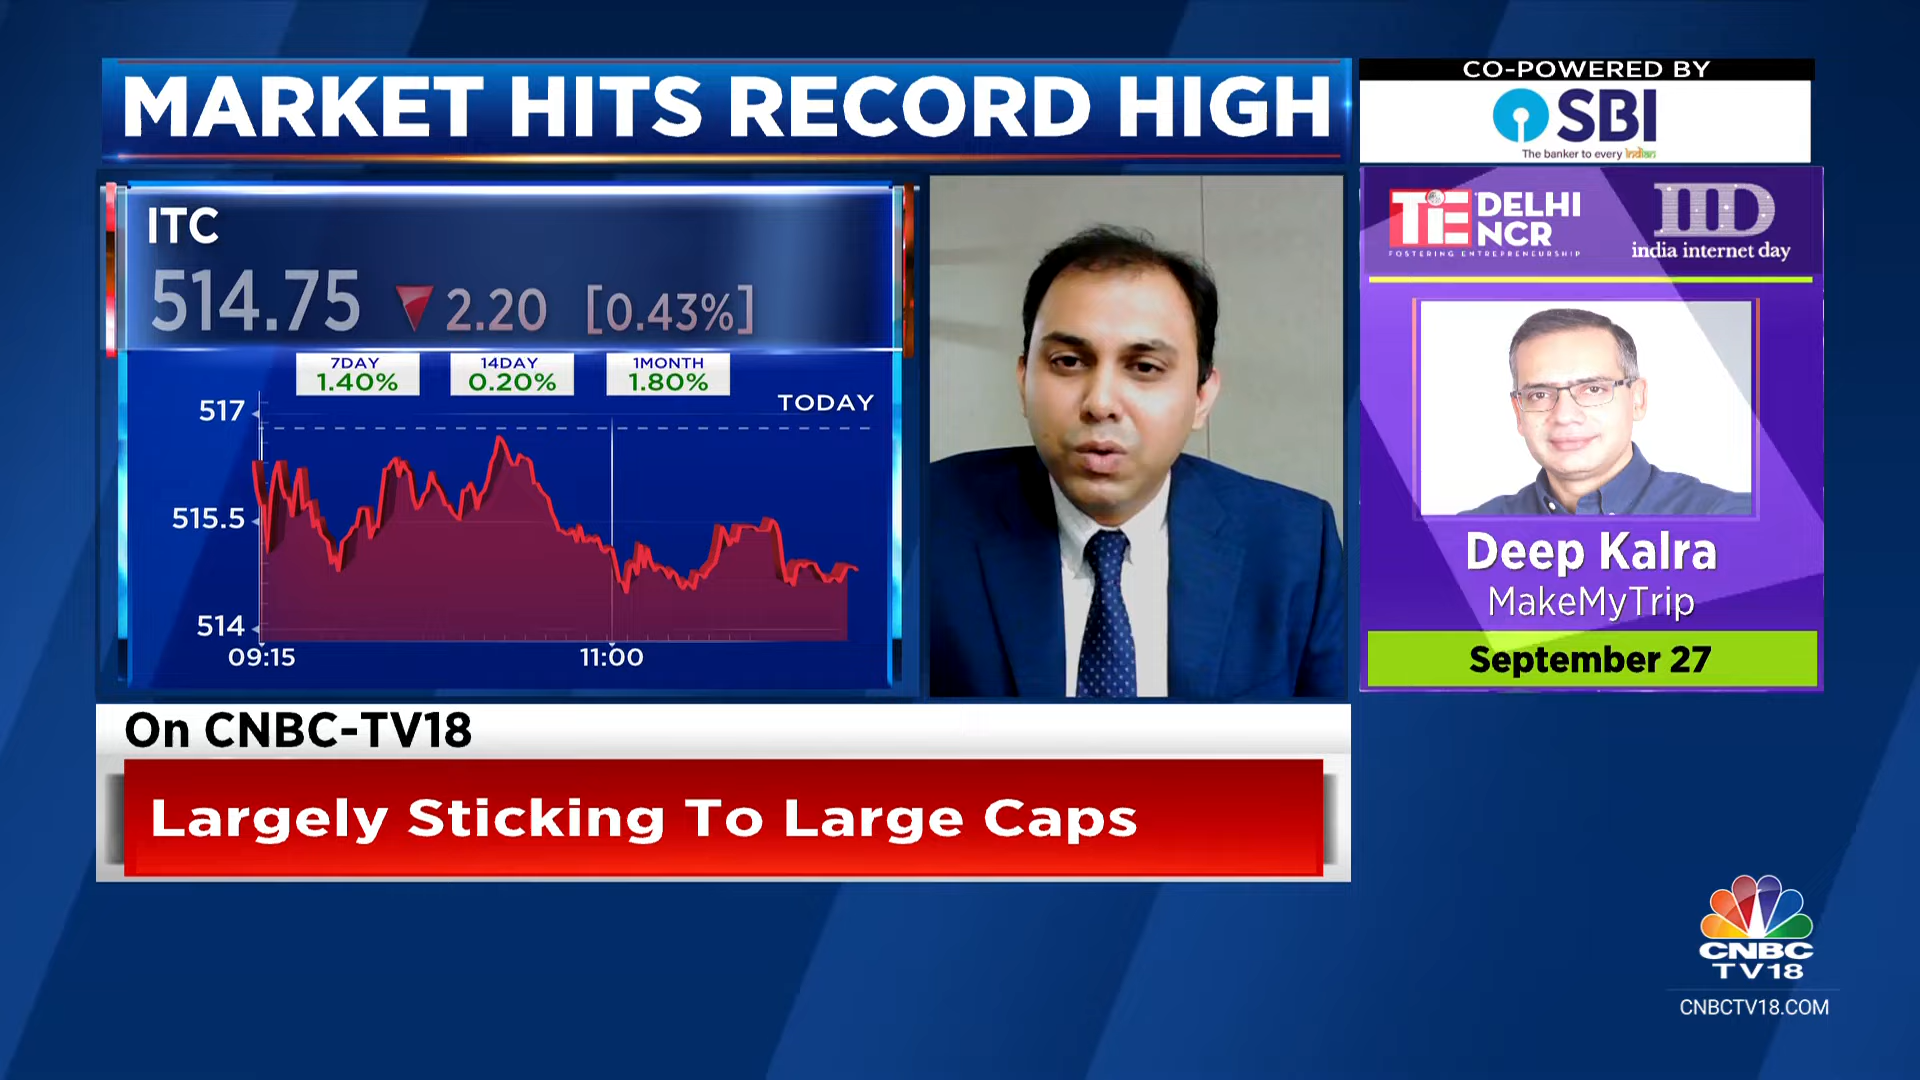 MARKET HITS RECORD HIGH
CO-POWERED BY
SBI
The banker to every Indian
ITC
514.75 ▼ 2.20 [0.43%]
7DAY
1.40%
14DAY
0.20%
1MONTH
1.80%
TODAY
517
515.5
514
09:15 11:00
TiE DELHI NCR
FOSTERING ENTREPRENEURSHIP
IID
india internet day
Deep Kalra
MakeMyTrip
September 27
On CNBC-TV18
Largely Sticking To Large Caps
CNBC
TV18
CNBCTV18.COM